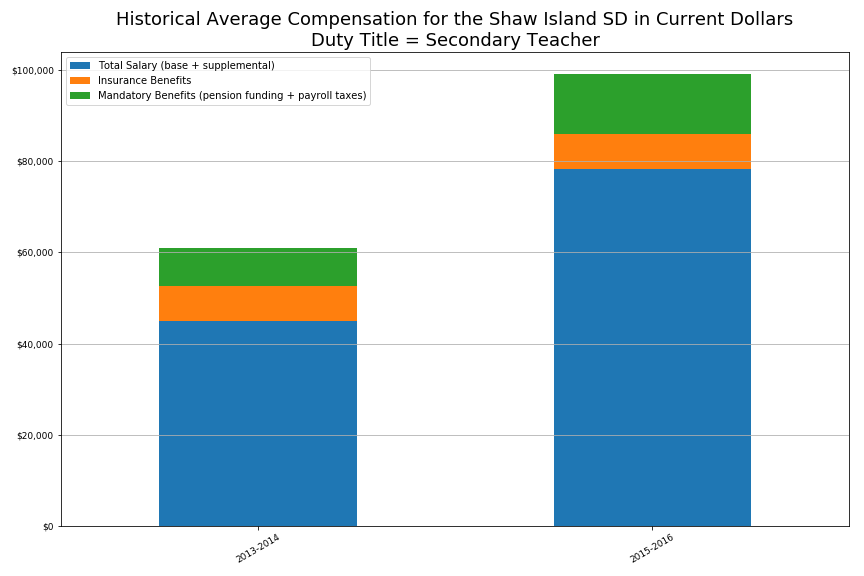 Historical Average Compensation for the Shaw Island SD in Current Dollars
Duty Title = Secondary Teacher
Total Salary (base + supplemental)
Insurance Benefits
Mandatory Benefits (pension funding + payroll taxes)
$100,000
$80,000
$60,000
$40,000
$20,000
$0
2013-2014
2015-2016